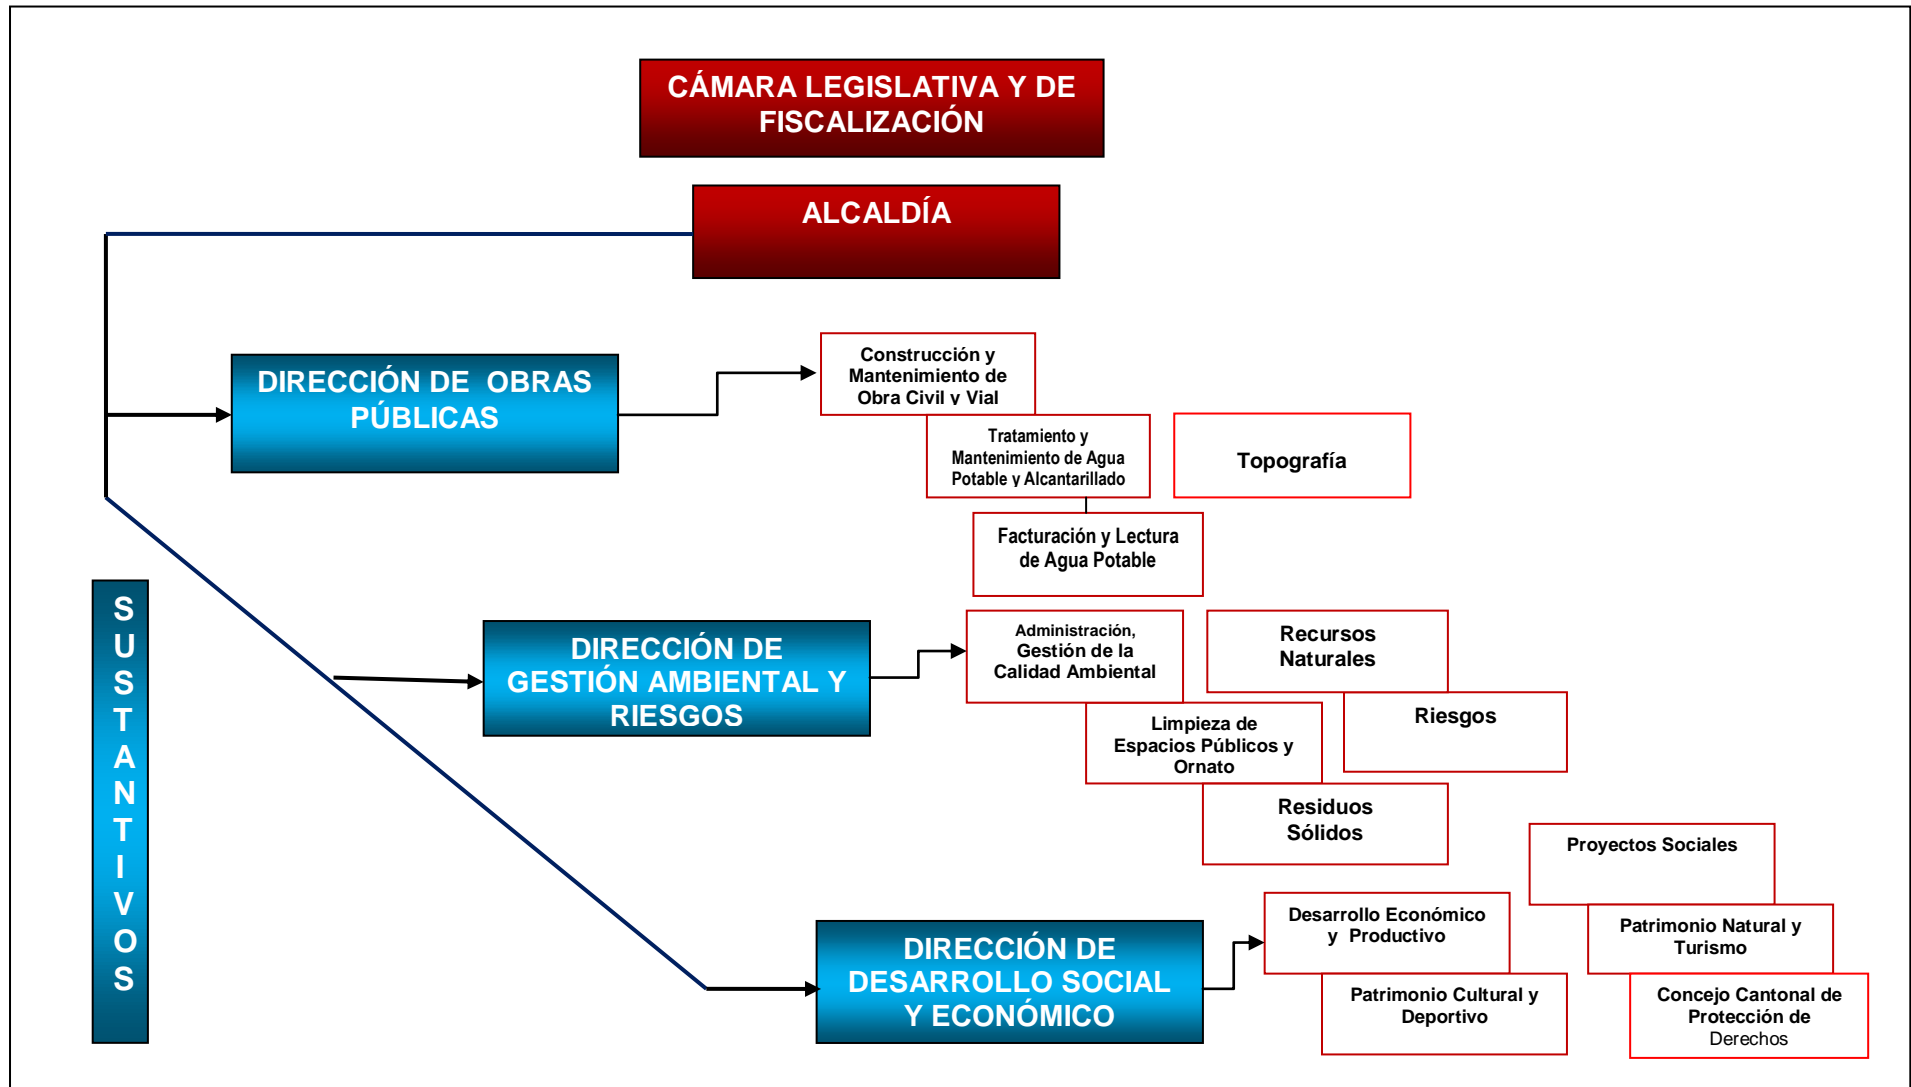 CÁMARA LEGISLATIVA Y DE
FISCALIZACIÓN
ALCALDÍA
DIRECCIÓN DE OBRAS
PÚBLICAS
Construcción y
Mantenimiento de
Obra Civil y Vial
Tratamiento y
Mantenimiento de Agua
Potable y Alcantarillado
Topografía
Facturación y Lectura
de Agua Potable
SUSTANTIVOS
DIRECCIÓN DE
GESTIÓN AMBIENTAL Y
RIESGOS
Administración,
Gestión de la
Calidad Ambiental
Recursos
Naturales
Riesgos
Limpieza de
Espacios Públicos y
Ornato
Residuos
Sólidos
DIRECCIÓN DE
DESARROLLO SOCIAL
Y ECONÓMICO
Desarrollo Económico
y Productivo
Patrimonio Cultural y
Deportivo
Proyectos Sociales
Patrimonio Natural y
Turismo
Concejo Cantonal de
Protección de
Derechos